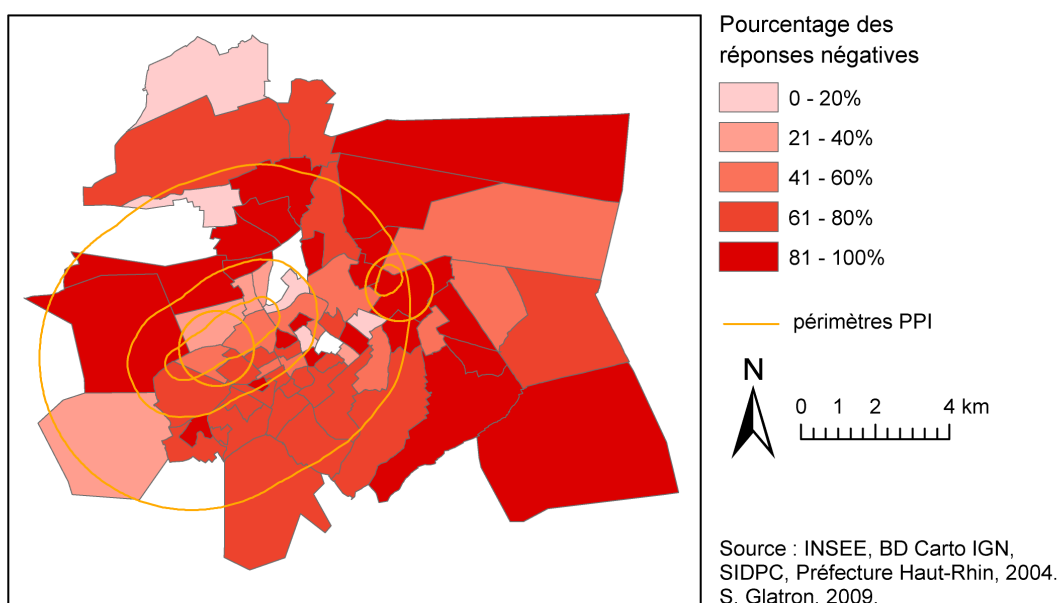 Pourcentage des
réponses négatives
0 - 20%
21 - 40%
41 - 60%
61 - 80%
81 - 100%
périmètres PPI
N
0 1 2 4 km
Source : INSEE, BD Carto IGN,
SIDPC, Préfecture Haut-Rhin, 2004.
S. Glatron, 2009.